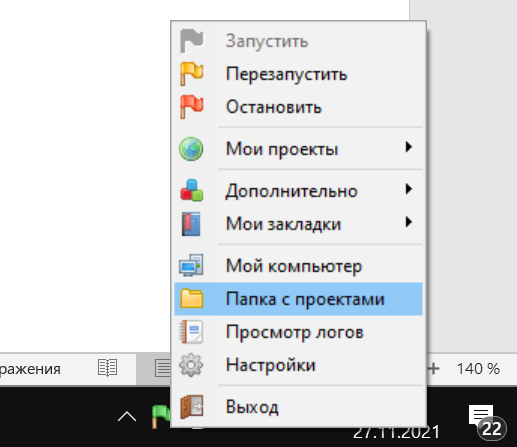 Запустить
Перезапустить
Остановить
Мои проекты
Дополнительно
Мои закладки
Мой компьютер
Папка с проектами
Просмотр логов
Настройки
Выход
ражения
+ 140 %
27.11.2021
22